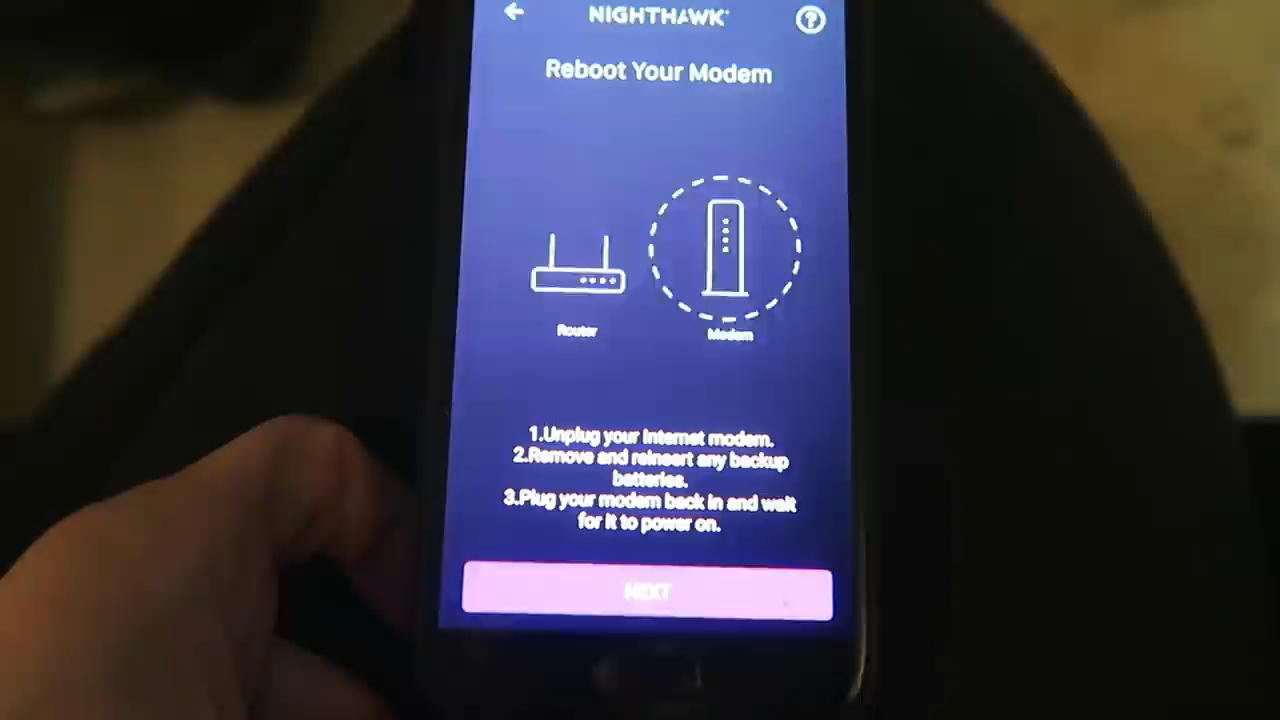 NIGHTHAWK
Reboot Your Modem
Router
Modem
1.Unplug your Internet modem.
2.Remove and reinsert any backup
batteries.
3.Plug your modem back in and wait
for it to power on.
NEXT